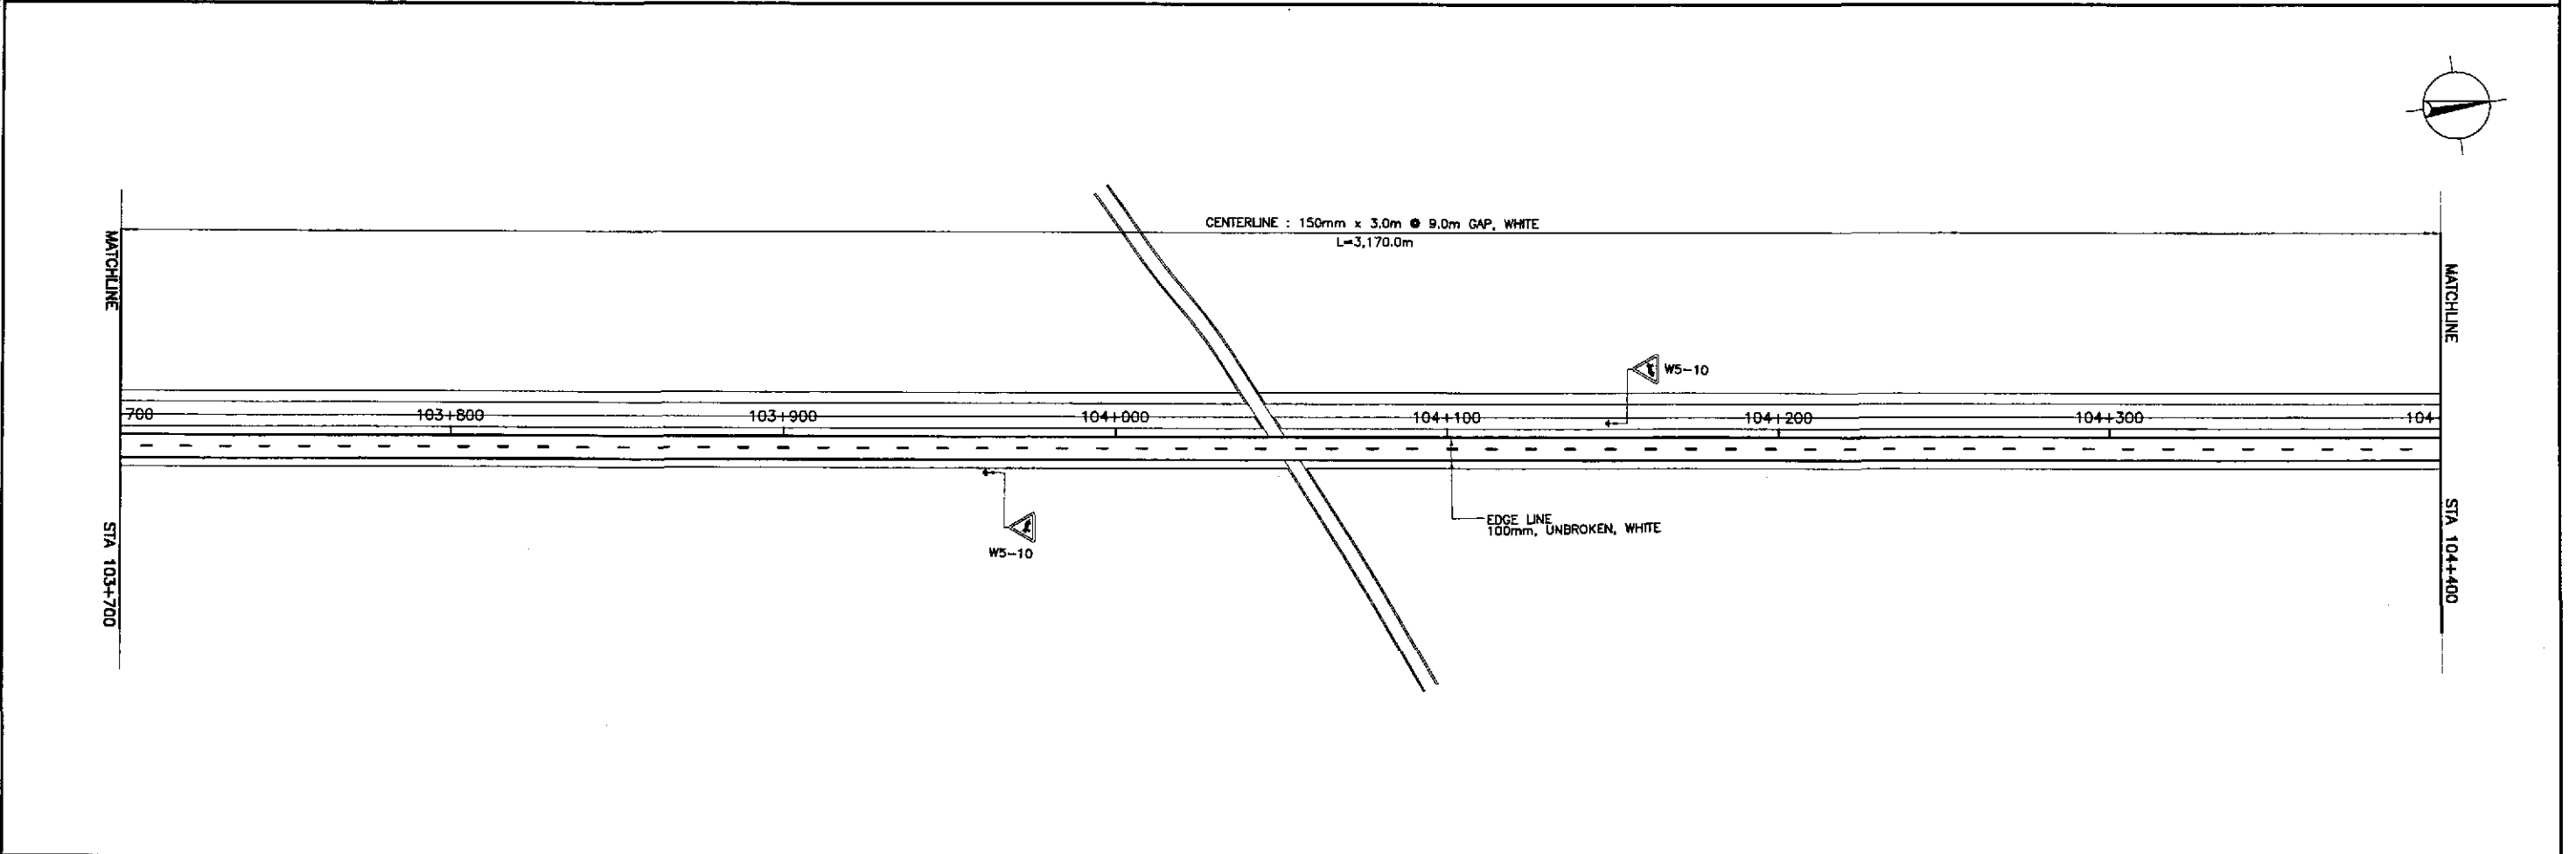 CENTERLINE : 150mm x 3.0m @ 9.0m GAP, WHITE
L=3,170.0m
MATCHLINE
MATCHLINE
W5-10
700 103+800 103+900 104+000 104+100 104+200 104+300 104+
EDGE LINE
100mm, UNBROKEN, WHITE
W5-10
STA 103+700
STA 104+400